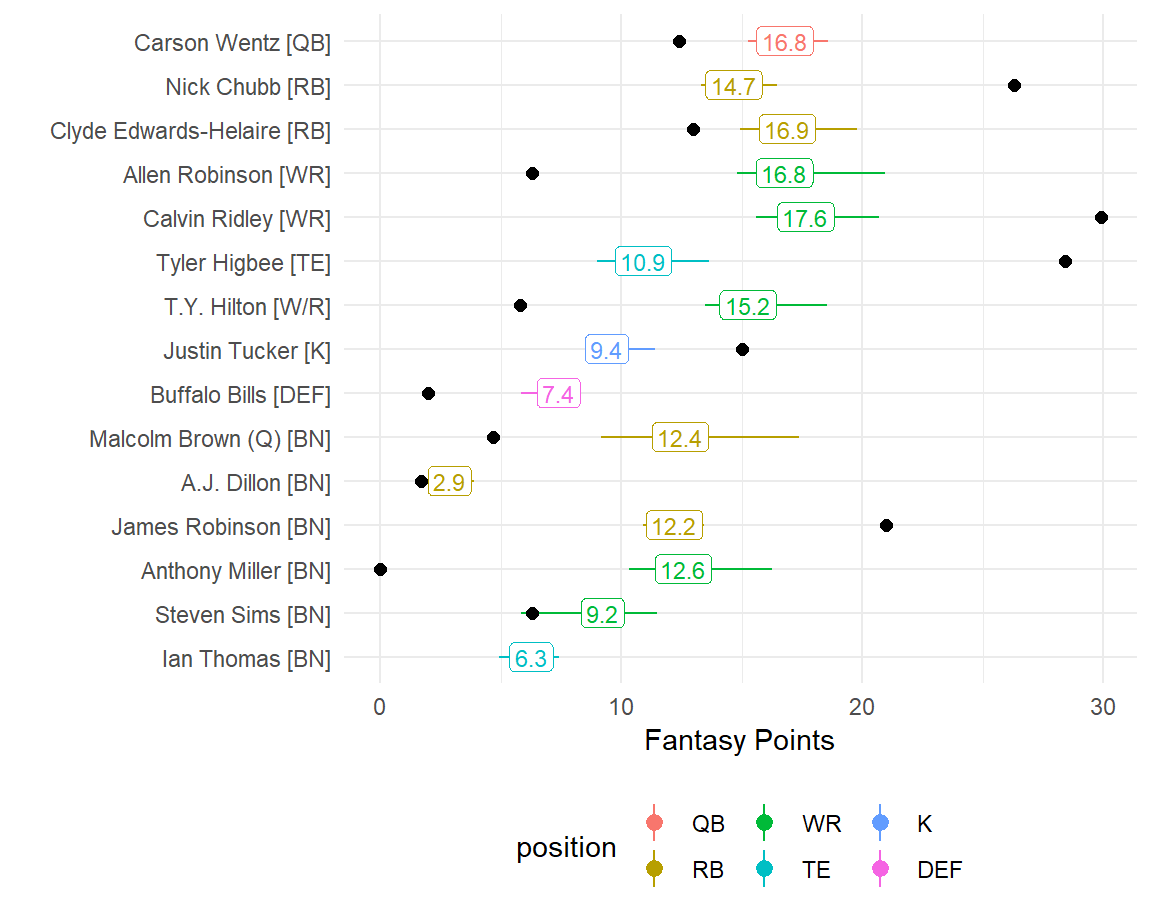 Carson Wentz [QB] 16.8
Nick Chubb [RB] 14.7
Clyde Edwards-Helaire [RB] 16.9
Allen Robinson [WR] 16.8
Calvin Ridley [WR] 17.6
Tyler Higbee [TE] 10.9
T.Y. Hilton [W/R] 15.2
Justin Tucker [K] 9.4
Buffalo Bills [DEF] 7.4
Malcolm Brown (Q) [BN] 12.4
A.J. Dillon [BN] 2.9
James Robinson [BN] 12.2
Anthony Miller [BN] 12.6
Steven Sims [BN] 9.2
Ian Thomas [BN] 6.3
0 10 20 30
Fantasy Points
position
QB WR K
RB TE DEF